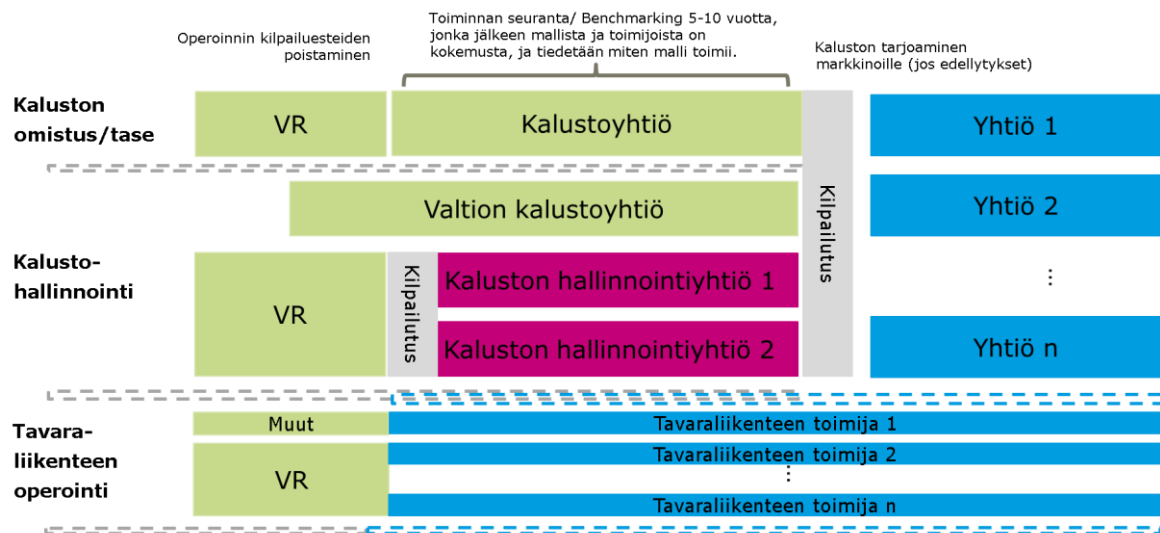 Toiminnan seuranta/ Benchmarking 5-10 vuotta,
jonka jälkeen mallista ja toimijoista on
kokemusta, ja tiedetään miten malli toimii.
Operoinnin kilpailuesteiden
poistaminen
Kaluston tarjoaminen
markkinoille (jos edellytykset)
Kaluston
omistus/tase
VR
Kalustoyhtiö
Yhtiö 1
Valtion kalustoyhtiö
Kilpailutus
Yhtiö 2
Kalusto-
hallinnointi
VR
Kilpailutus
Kaluston hallinnointiyhtiö 1
Kaluston hallinnointiyhtiö 2
...
Yhtiö n
Tavara-
liikenteen
operointi
Muut
Tavaraliikenteen toimija 1
VR
Tavaraliikenteen toimija 2
...
Tavaraliikenteen toimija n